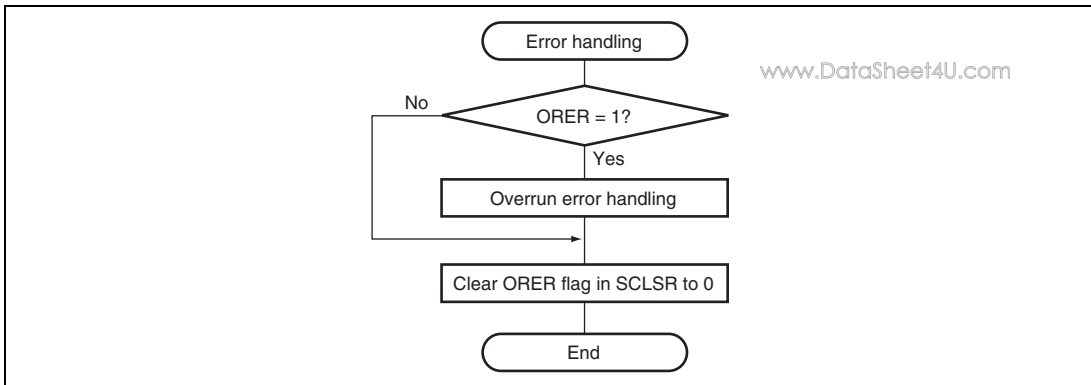 Error handling
www.DataSheet4U.com
No
ORER = 1?
Yes
Overrun error handling
Clear ORER flag in SCLSR to 0
End